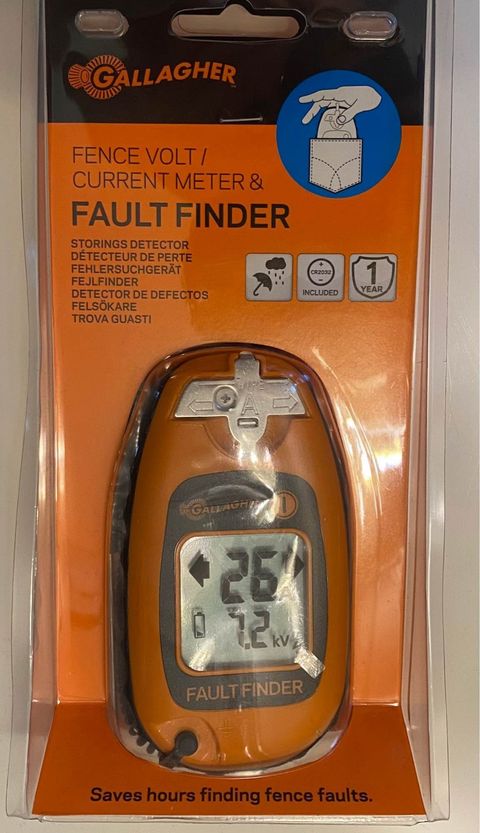 GALLAGHER
FENCE VOLT /
CURRENT METER &
FAULT FINDER
STORINGS DETECTOR
DÉTECTEUR DE PERTE
FEHLERSUCHGERÄT
FEJLFINDER
DETECTOR DE DEFECTOS
FELSÖKARE
TROVA GUASTI
+
CR2032
-
INCLUDED
1
YEAR
A
GALLAGHER
26 A
7.2 kV
FAULT FINDER
Saves hours finding fence faults.